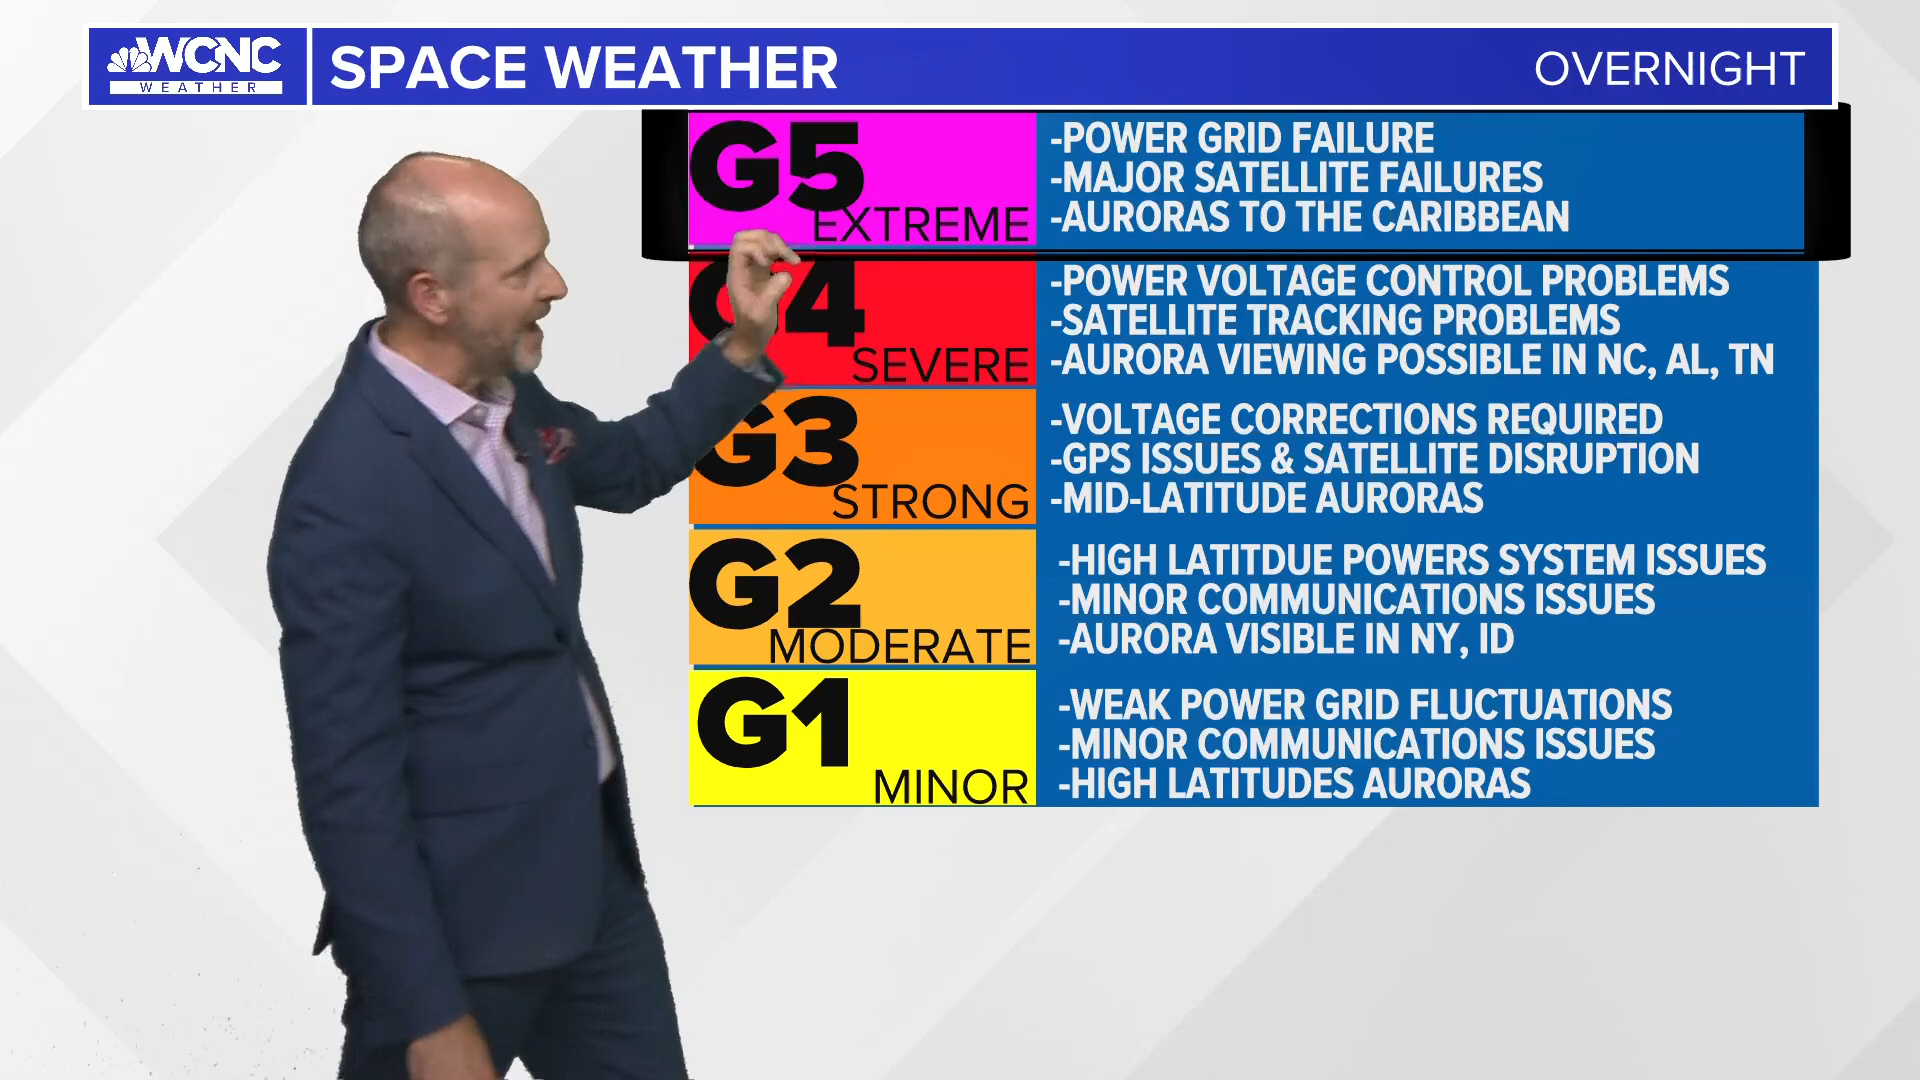 WCNC
WEATHER
SPACE WEATHER
OVERNIGHT
G5
EXTREME
-POWER GRID FAILURE
-MAJOR SATELLITE FAILURES
-AURORAS TO THE CARIBBEAN
G4
SEVERE
-POWER VOLTAGE CONTROL PROBLEMS
-SATELLITE TRACKING PROBLEMS
-AURORA VIEWING POSSIBLE IN NC, AL, TN
G3
STRONG
-VOLTAGE CORRECTIONS REQUIRED
-GPS ISSUES & SATELLITE DISRUPTION
-MID-LATITUDE AURORAS
G2
MODERATE
-HIGH LATITDUE POWERS SYSTEM ISSUES
-MINOR COMMUNICATIONS ISSUES
-AURORA VISIBLE IN NY, ID
G1
MINOR
-WEAK POWER GRID FLUCTUATIONS
-MINOR COMMUNICATIONS ISSUES
-HIGH LATITUDES AURORAS